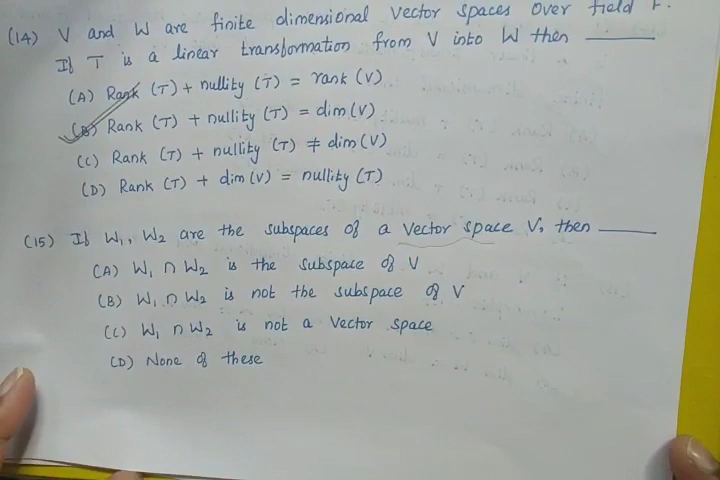 (14) V and W are finite dimensional vector spaces over field F.
If T is a linear transformation from V into W then ______
(A) Rank (T) + nullity (T) = rank (V)
(B) Rank (T) + nullity (T) = dim (V)
(C) Rank (T) + nullity (T) ≠ dim (V)
(D) Rank (T) + dim (V) = nullity (T)
(15) If W₁, W₂ are the subspaces of a vector space V, then ______
(A) W₁ ∩ W₂ is the subspace of V
(B) W₁ ∩ W₂ is not the subspace of V
(C) W₁ ∩ W₂ is not a vector space
(D) None of these